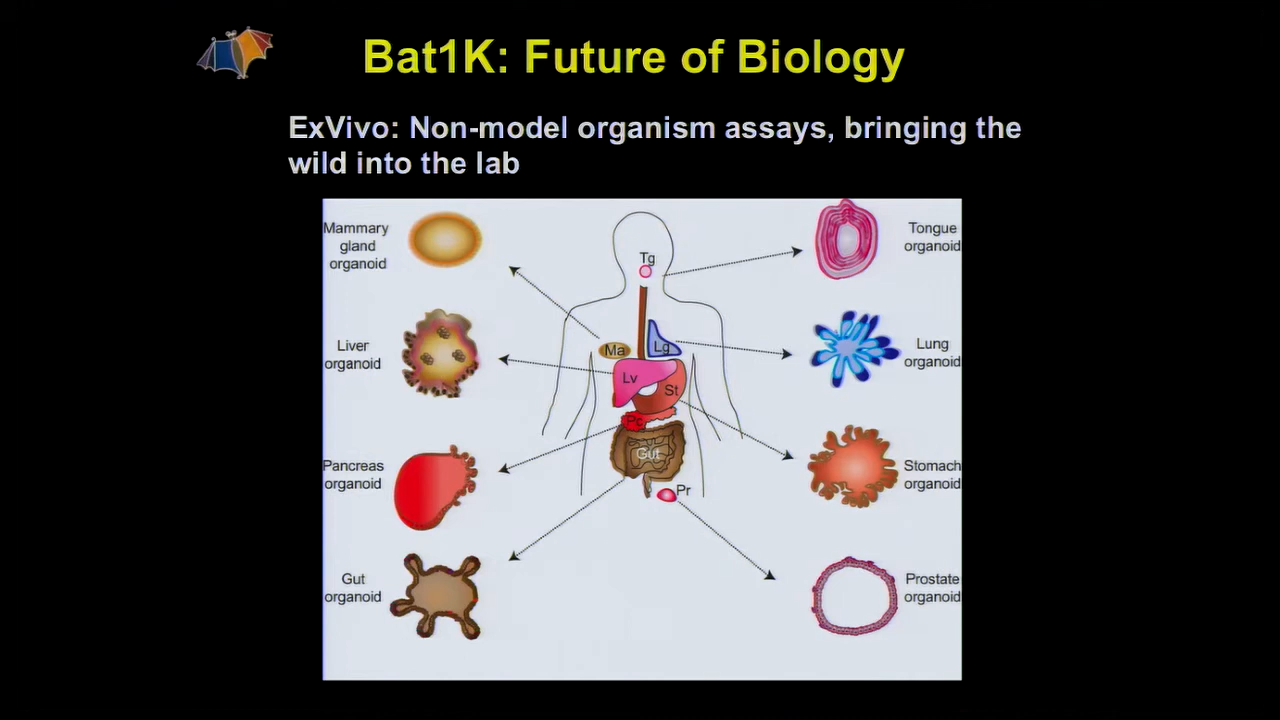 Bat1K: Future of Biology
ExVivo: Non-model organism assays, bringing the
wild into the lab
Mammary
gland
organoid
Liver
organoid
Pancreas
organoid
Gut
organoid
Tg
Ma
Lg
Lv
St
Pc
Gut
Pr
Tongue
organoid
Lung
organoid
Stomach
organoid
Prostate
organoid